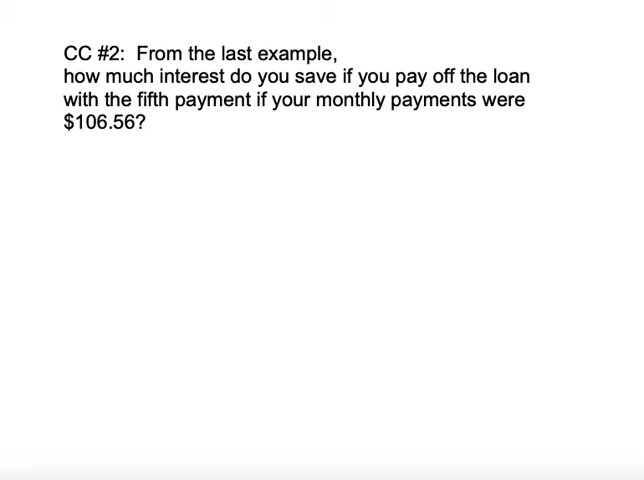 CC #2:  From the last example,
how much interest do you save if you pay off the loan
with the fifth payment if your monthly payments were
$106.56?